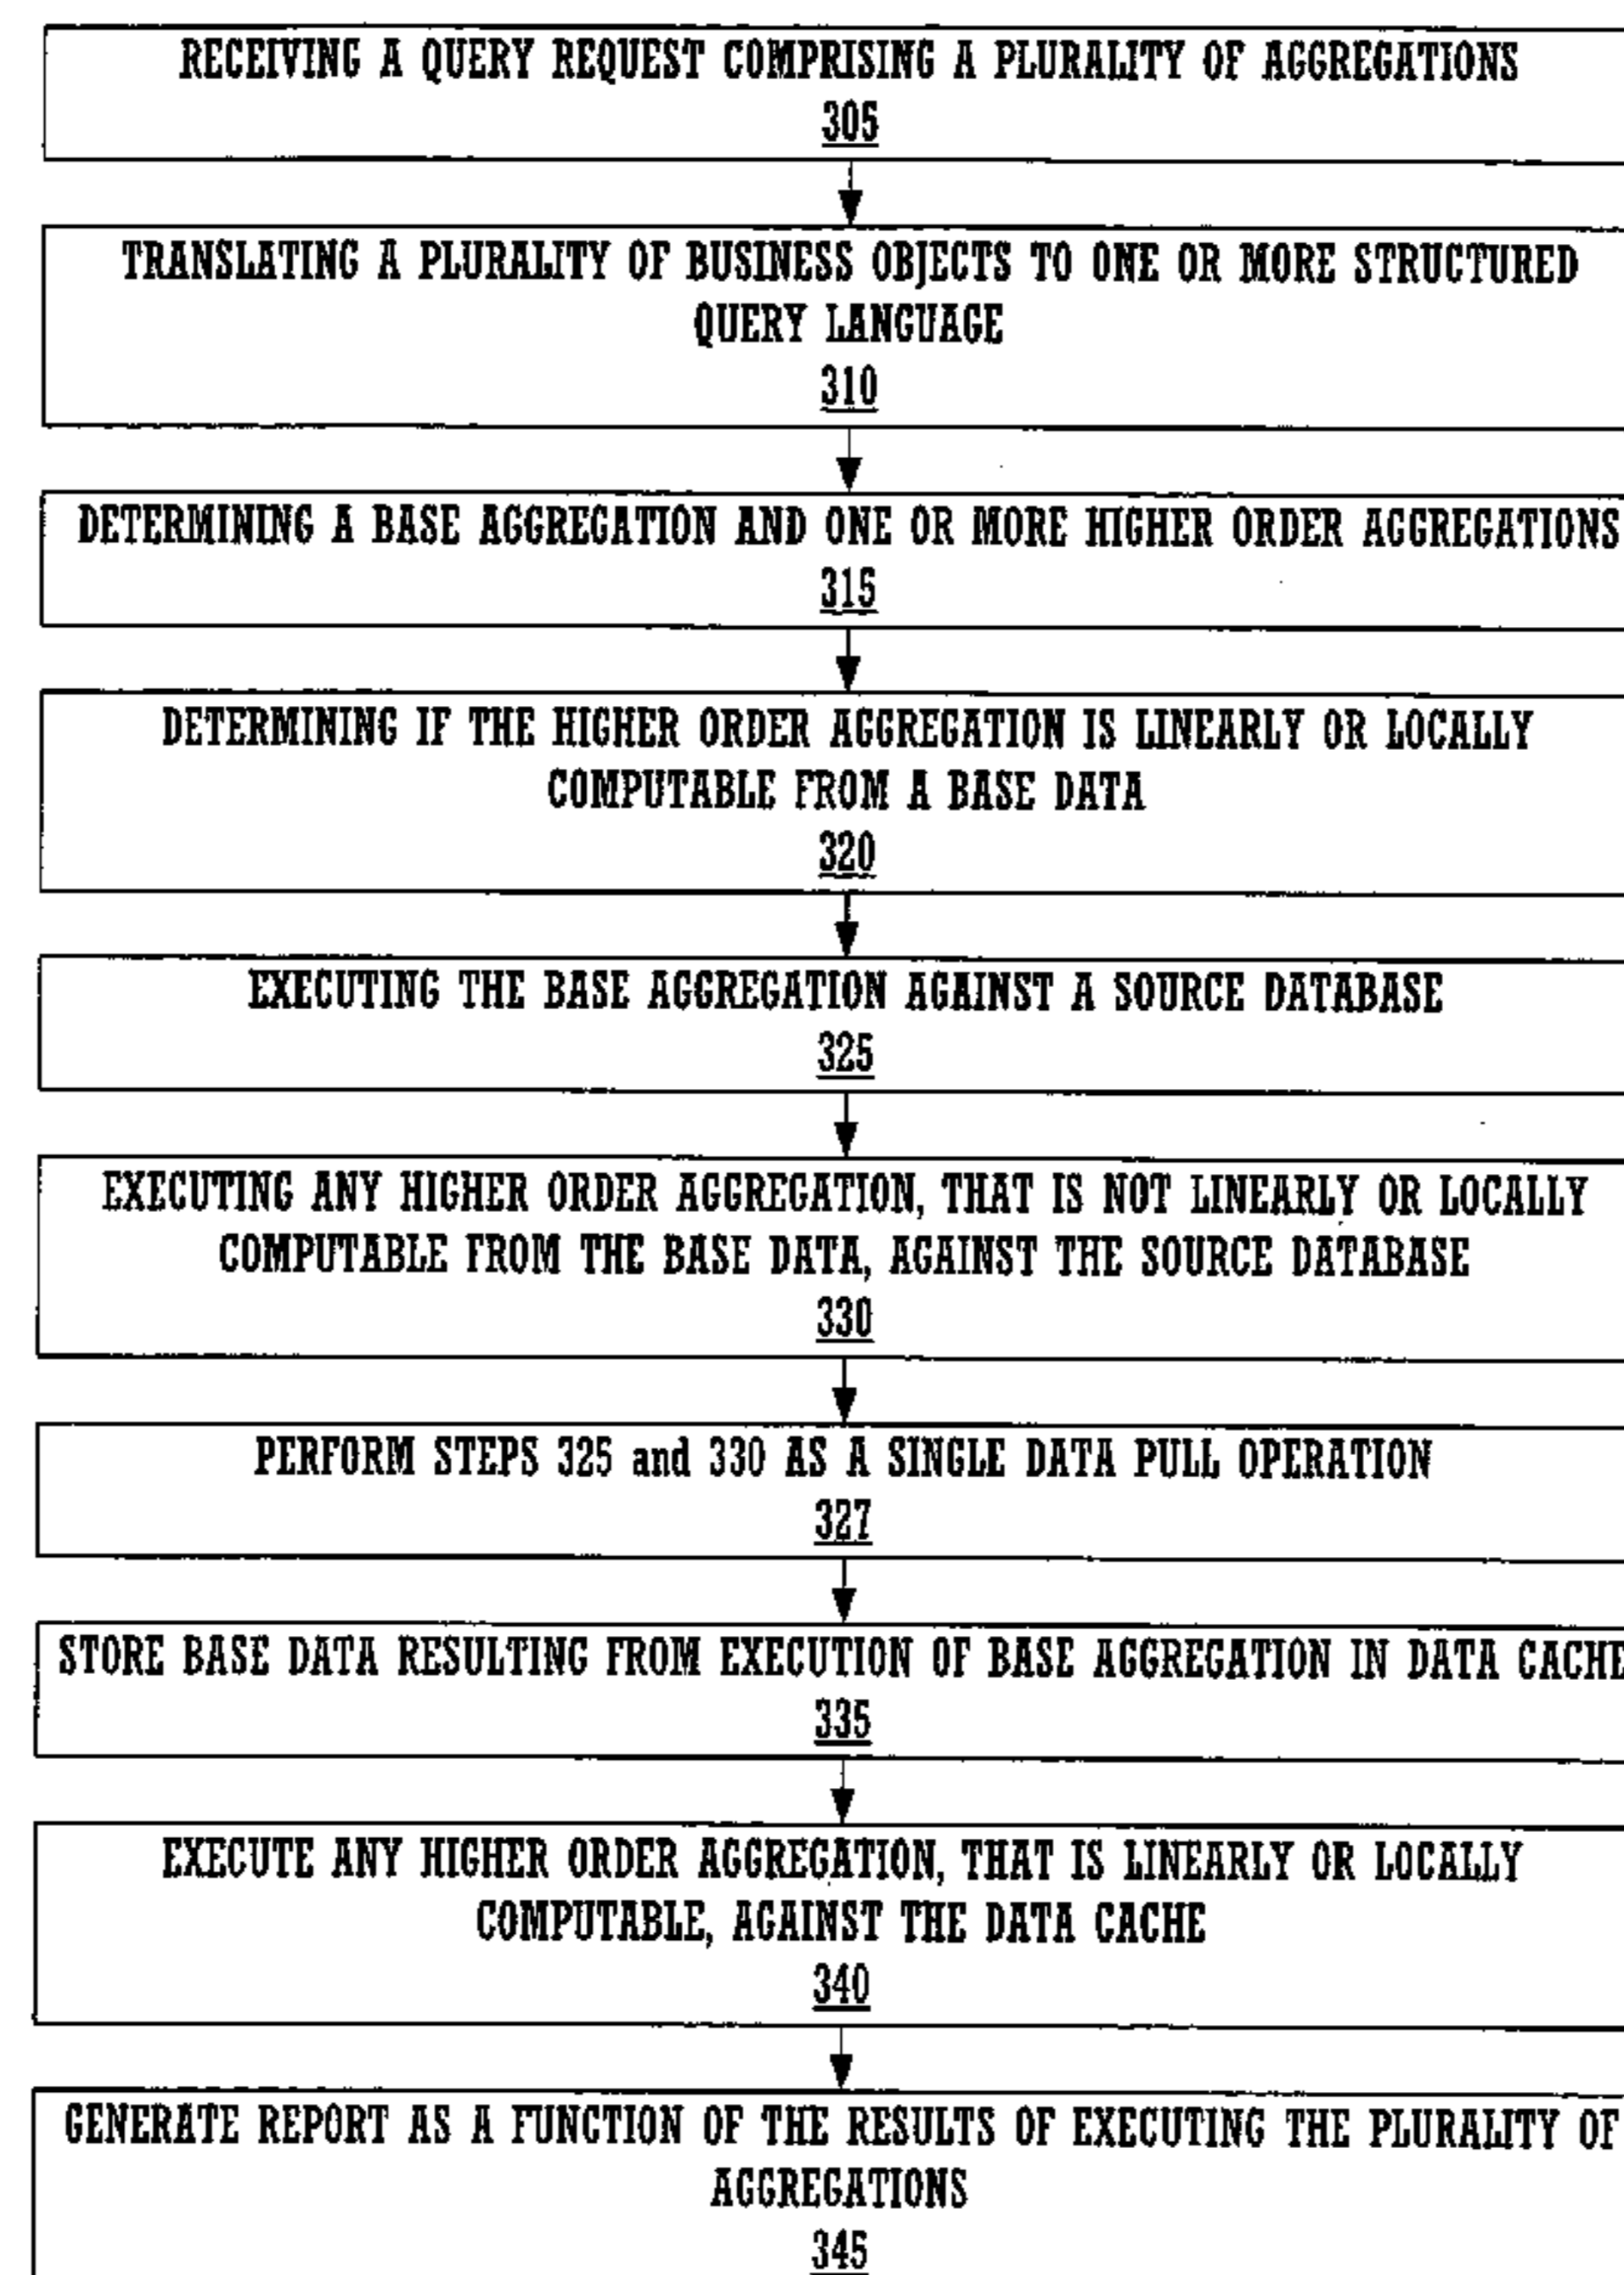 RECEIVING A QUERY REQUEST COMPRISING A PLURALITY OF AGGREGATIONS
305
TRANSLATING A PLURALITY OF BUSINESS OBJECTS TO ONE OR MORE STRUCTURED
QUERY LANGUAGE
310
DETERMINING A BASE AGGREGATION AND ONE OR MORE HIGHER ORDER AGGREGATIONS
315
DETERMINING IF THE HIGHER ORDER AGGREGATION IS LINEARLY OR LOCALLY
COMPUTABLE FROM A BASE DATA
320
EXECUTING THE BASE AGGREGATION AGAINST A SOURCE DATABASE
325
EXECUTING ANY HIGHER ORDER AGGREGATION, THAT IS NOT LINEARLY OR LOCALLY
COMPUTABLE FROM THE BASE DATA, AGAINST THE SOURCE DATABASE
330
PERFORM STEPS 325 and 330 AS A SINGLE DATA PULL OPERATION
327
STORE BASE DATA RESULTING FROM EXECUTION OF BASE AGGREGATION IN DATA CACHE
335
EXECUTE ANY HIGHER ORDER AGGREGATION, THAT IS LINEARLY OR LOCALLY
COMPUTABLE, AGAINST THE DATA CACHE
340
GENERATE REPORT AS A FUNCTION OF THE RESULTS OF EXECUTING THE PLURALITY OF
AGGREGATIONS
345